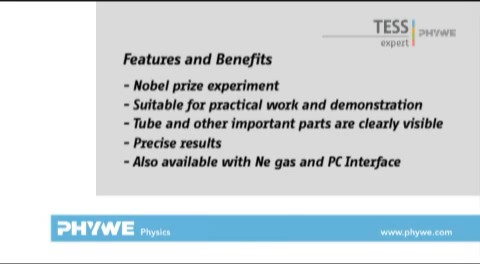 TESS PHYWE
expert
Features and Benefits
- Nobel prize experiment
- Suitable for practical work and demonstration
- Tube and other important parts are clearly visible
- Precise results
- Also available with Ne gas and PC Interface
PHYWE Physics www.phywe.com